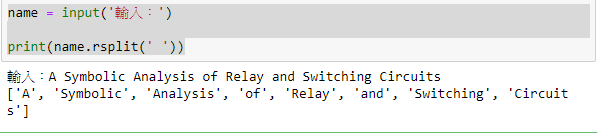 name = input('輸入：')
print(name.rsplit(' '))
輸入：A Symbolic Analysis of Relay and Switching Circuits
['A', 'Symbolic', 'Analysis', 'of', 'Relay', 'and', 'Switching', 'Circuit
s']